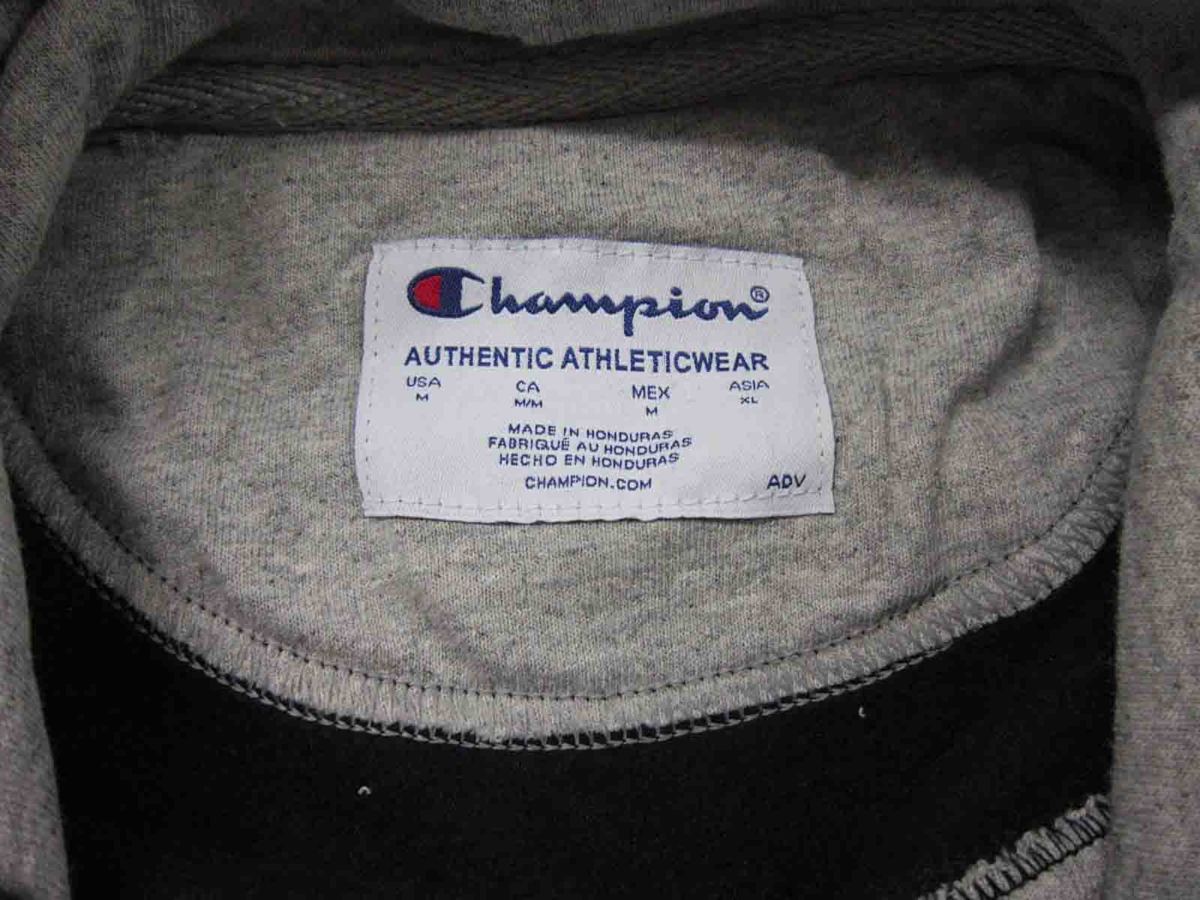 Champion®
AUTHENTIC ATHLETICWEAR
USA CA MEX ASIA
M M/M M XL
MADE IN HONDURAS
FABRIQUÉ AU HONDURAS
HECHO EN HONDURAS
CHAMPION.COM ADV